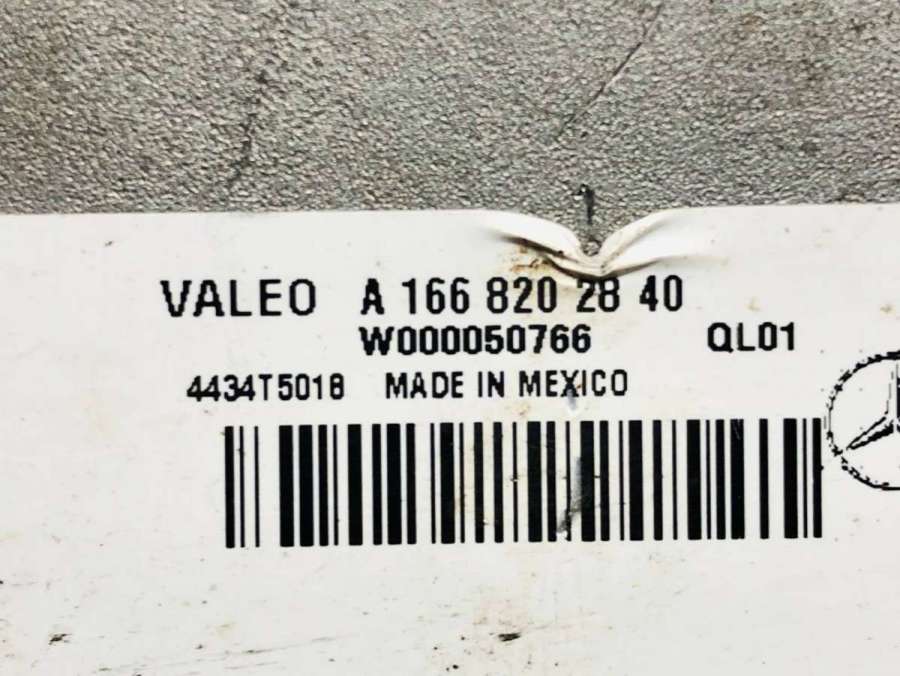 VALEO A 166 820 28 40
W000050766 QL01
4434T5018 MADE IN MEXICO